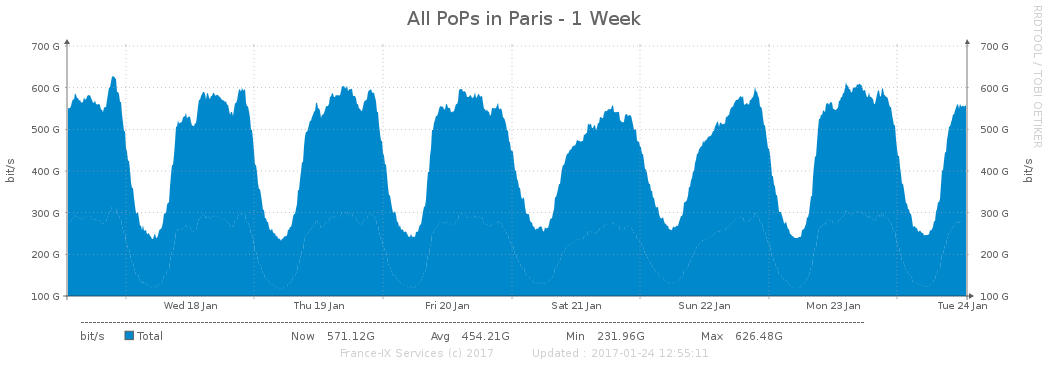 All PoPs in Paris - 1 Week
RRDTOOL / TOBI OETIKER
700 G 700 G
600 G 600 G
500 G 500 G
400 G 400 G
300 G 300 G
200 G 200 G
100 G 100 G
bit/s
bit/s
Wed 18 Jan Thu 19 Jan Fri 20 Jan Sat 21 Jan Sun 22 Jan Mon 23 Jan Tue 24 Jan
bit/s Total Now 571.12G Avg 454.21G Min 231.96G Max 626.48G
France-IX Services (c) 2017 Updated : 2017-01-24 12:55:11